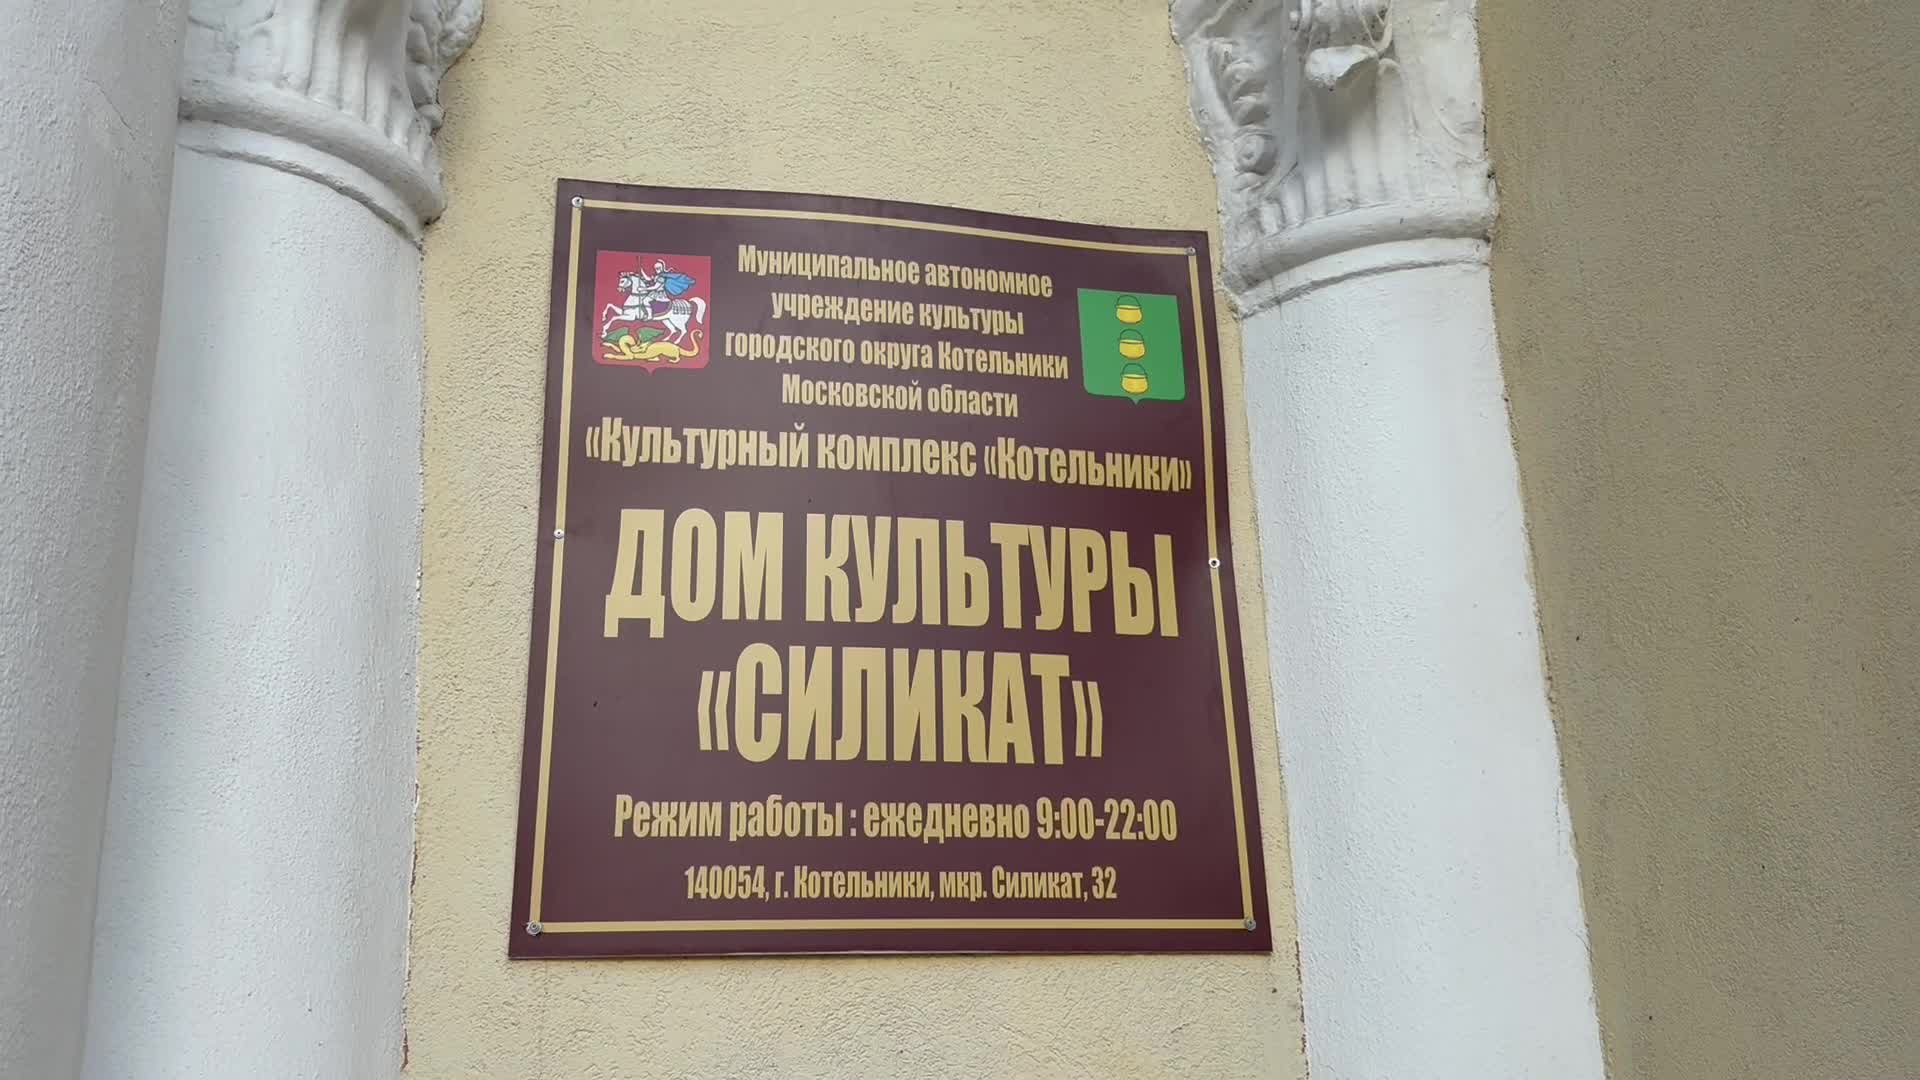 Муниципальное автономное
учреждение культуры
городского округа Котельники
Московской области
«Культурный комплекс «Котельники»
ДОМ КУЛЬТУРЫ
«СИЛИКАТ»
Режим работы : ежедневно 9:00-22:00
140054, г. Котельники, мкр. Силикат, 32